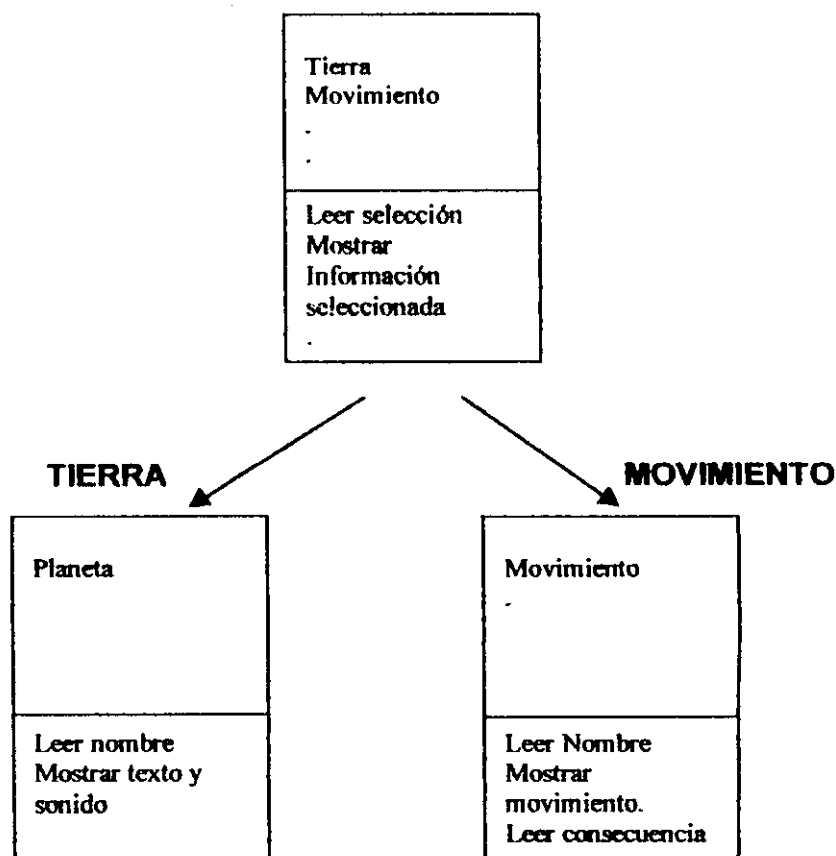 Tierra
Movimiento
.
.
Leer selección
Mostrar
Información
seleccionada
.
TIERRA
MOVIMIENTO
Planeta
Leer nombre
Mostrar texto y
sonido
Movimiento
.
Leer Nombre
Mostrar
movimiento.
Leer consecuencia